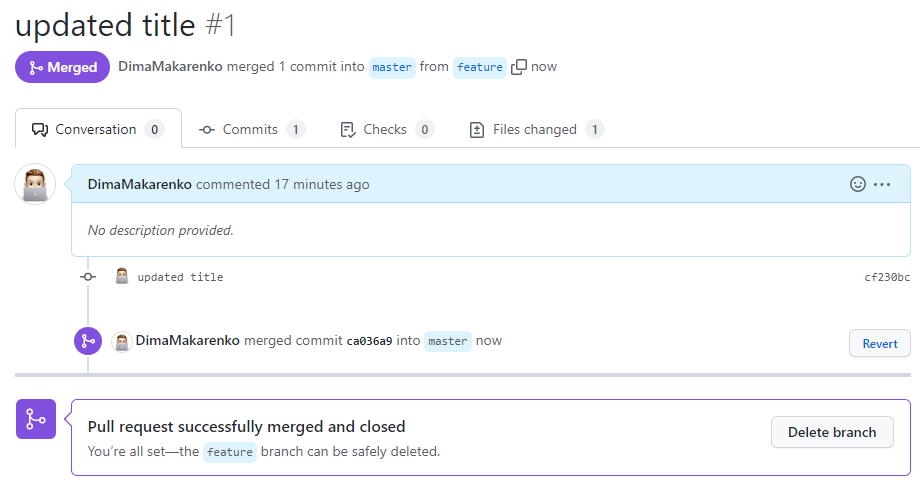 updated title #1
Merged DimaMakarenko merged 1 commit into master from feature now
Conversation 0 Commits 1 Checks 0 Files changed 1
DimaMakarenko commented 17 minutes ago
No description provided.
updated title cf230bc
DimaMakarenko merged commit ca036a9 into master now Revert
Pull request successfully merged and closed
You're all set—the feature branch can be safely deleted.
Delete branch